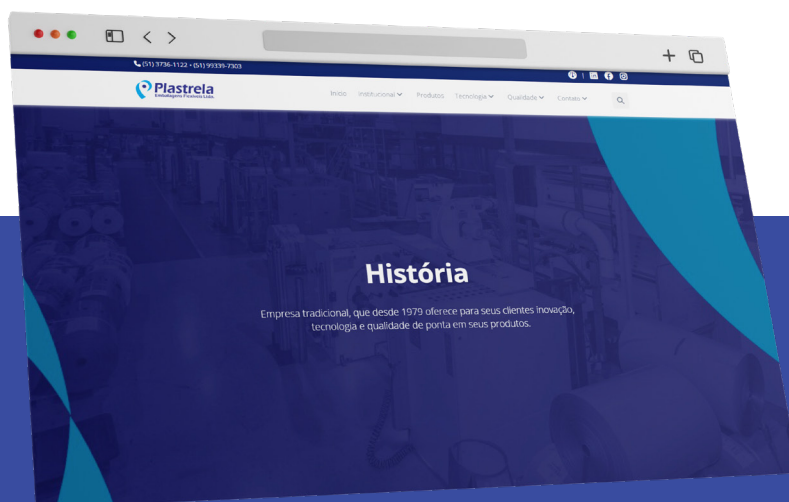 (51) 3736-1122 • (51) 99339-7303
Plastrela
Embalagens Flexíveis Ltda.
Início Institucional Produtos Tecnologia Qualidade Contato
História
Empresa tradicional, que desde 1979 oferece para seus clientes inovação,
tecnologia e qualidade de ponta em seus produtos.